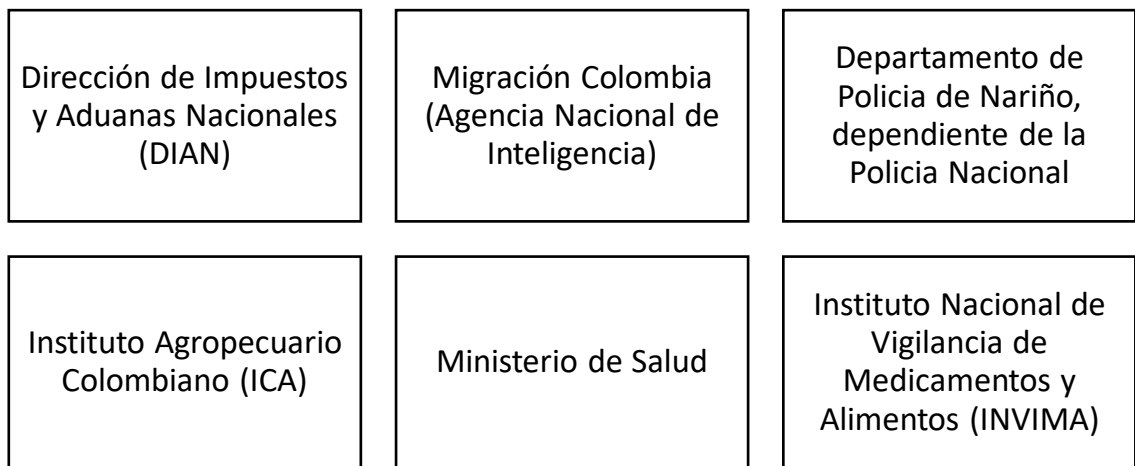 Dirección de Impuestos
y Aduanas Nacionales
(DIAN)
Migración Colombia
(Agencia Nacional de
Inteligencia)
Departamento de
Policia de Nariño,
dependiente de la
Policia Nacional
Instituto Agropecuario
Colombiano (ICA)
Ministerio de Salud
Instituto Nacional de
Vigilancia de
Medicamentos y
Alimentos (INVIMA)